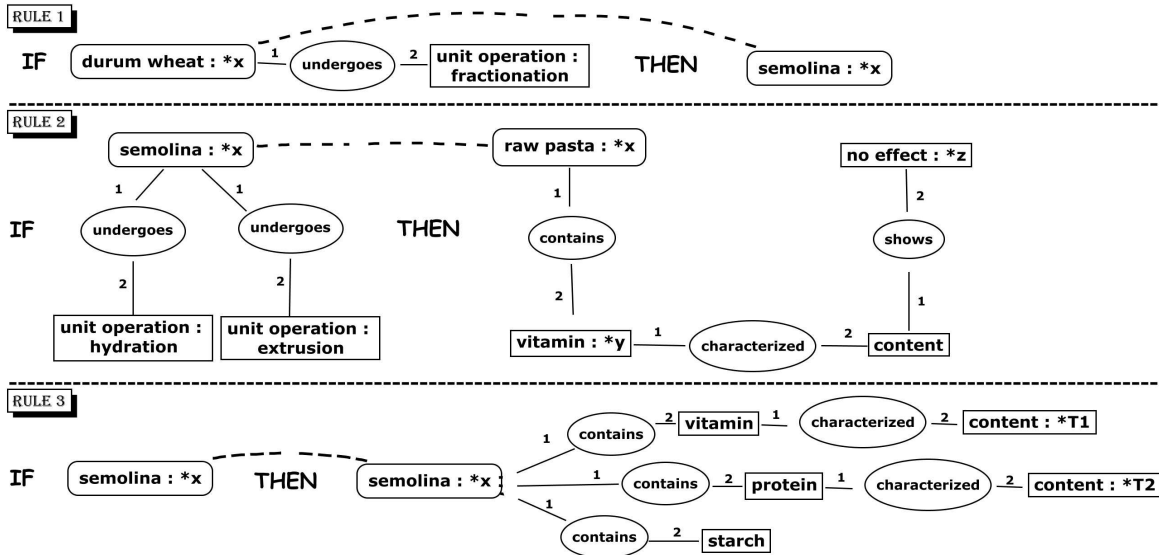 RULE 1
IF
durum wheat : *x
1
undergoes
2
unit operation :
fractionation
THEN
semolina : *x
RULE 2
semolina : *x
raw pasta : *x
no effect : *z
1
1
1
2
IF
undergoes
undergoes
THEN
contains
shows
2
2
2
1
unit operation :
hydration
unit operation :
extrusion
vitamin : *y
1
characterized
2
content
RULE 3
IF
semolina : *x
THEN
semolina : *x
1
contains
2
vitamin
1
characterized
2
content : *T1
1
contains
2
protein
1
characterized
2
content : *T2
1
contains
2
starch